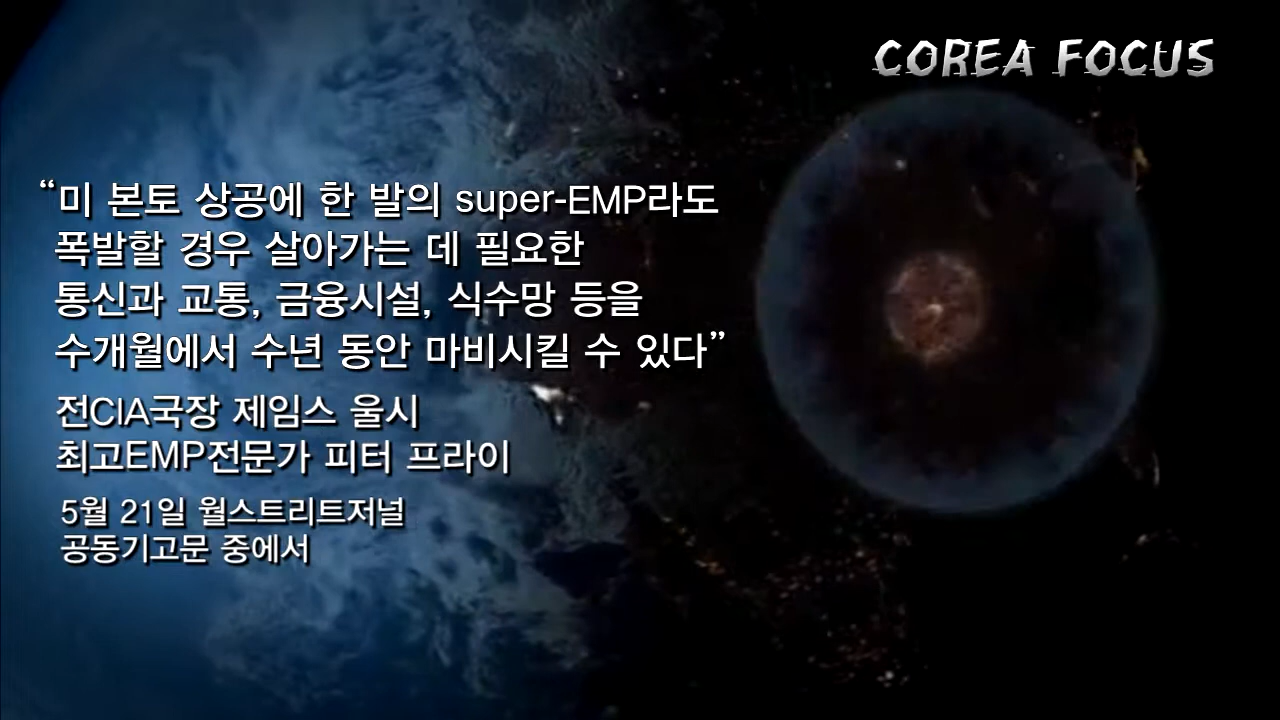 COREA FOCUS
“미 본토 상공에 한 발의 super-EMP라도
폭발할 경우 살아가는 데 필요한
통신과 교통, 금융시설, 식수망 등을
수개월에서 수년 동안 마비시킬 수 있다”
전CIA국장 제임스 울시
최고EMP전문가 피터 프라이
5월 21일 월스트리트저널
공동기고문 중에서